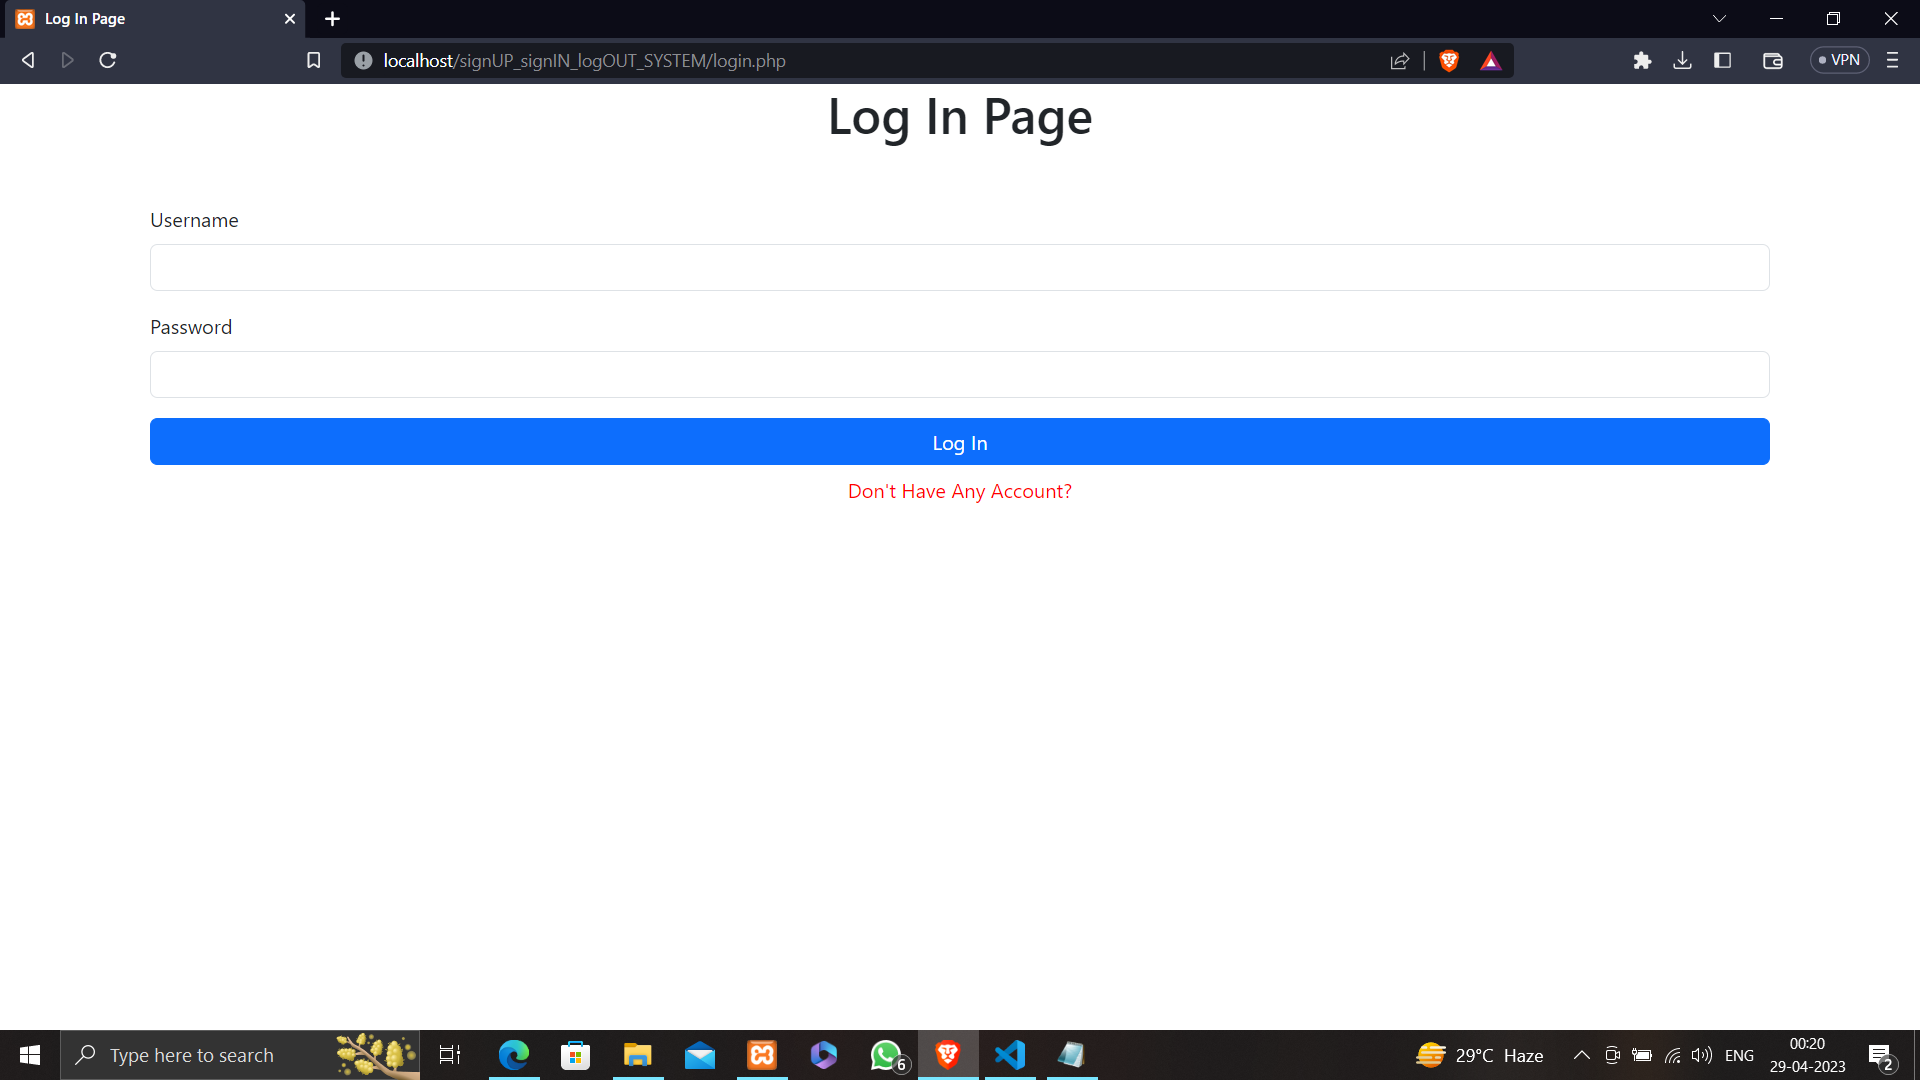 Log In Page
localhost/signUP_signIN_logOUT_SYSTEM/login.php
VPN
Log In Page
Username
Password
Log In
Don't Have Any Account?
Type here to search
6
29°C Haze
ENG
00:20
29-04-2023
2